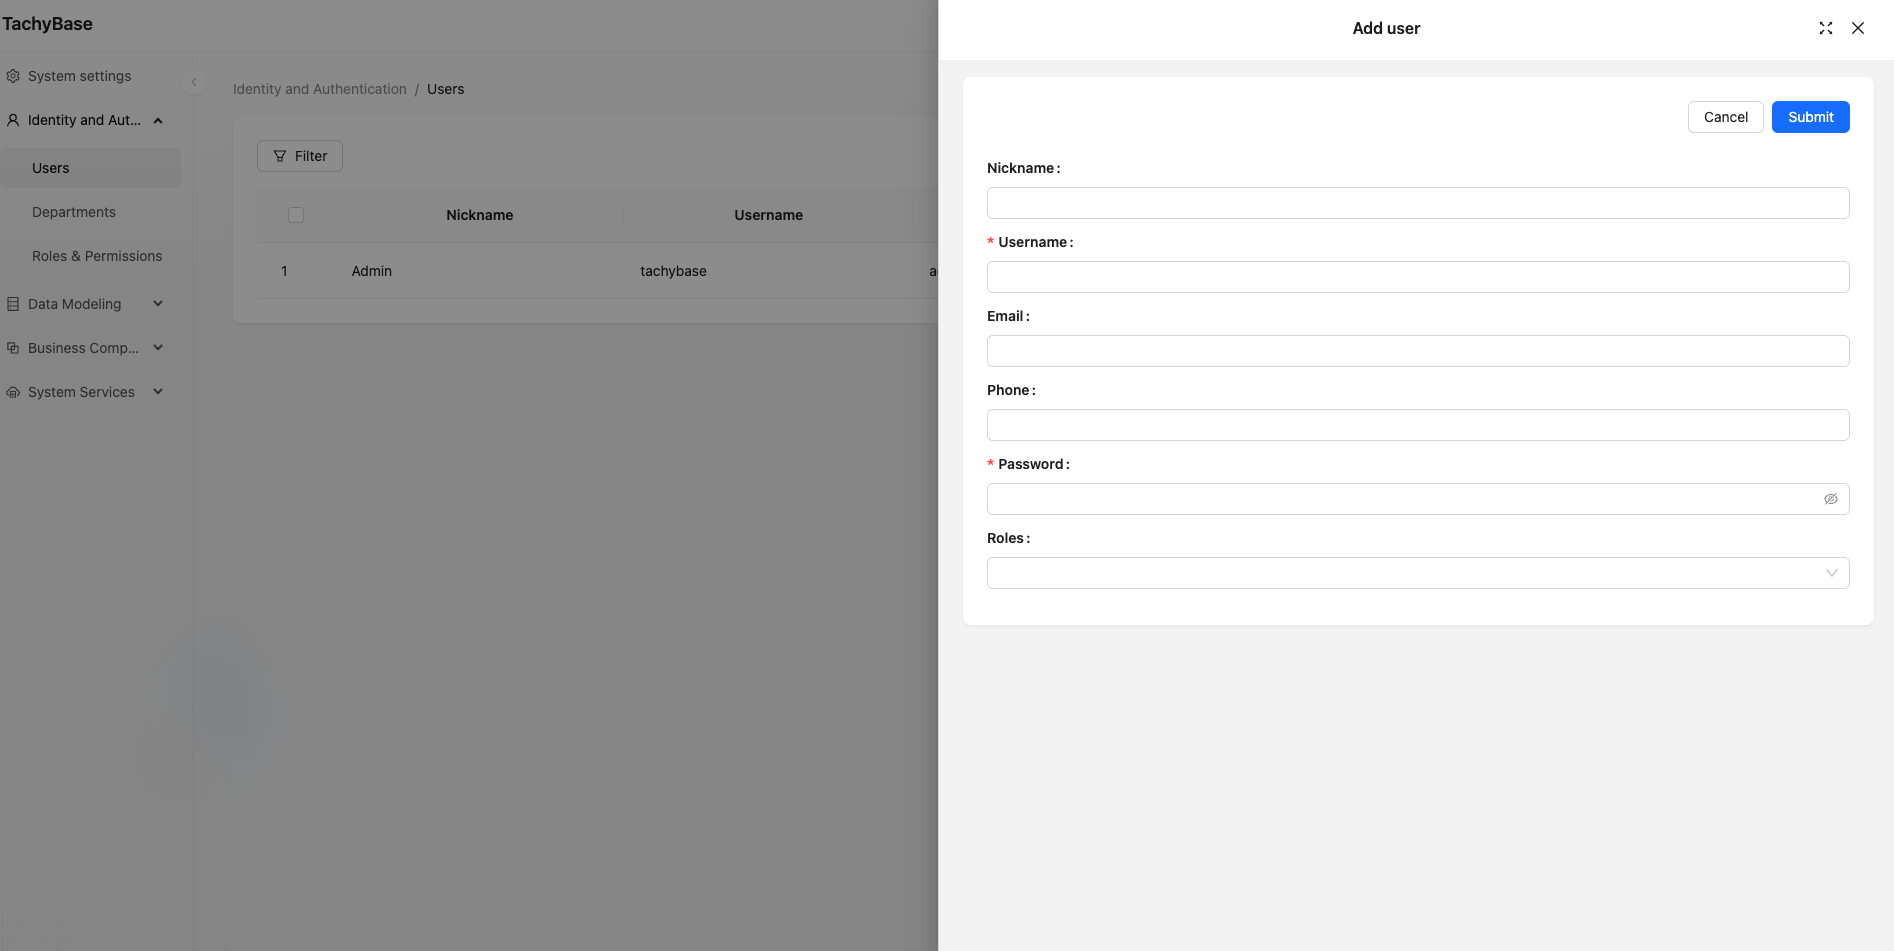 TachyBase
System settings
Identity and Aut...
Users
Departments
Roles & Permissions
Data Modeling
Business Comp...
System Services
Identity and Authentication / Users
Filter
Nickname Username
1 Admin tachybase
Add user
Cancel Submit
Nickname :
* Username :
Email :
Phone :
* Password :
Roles :